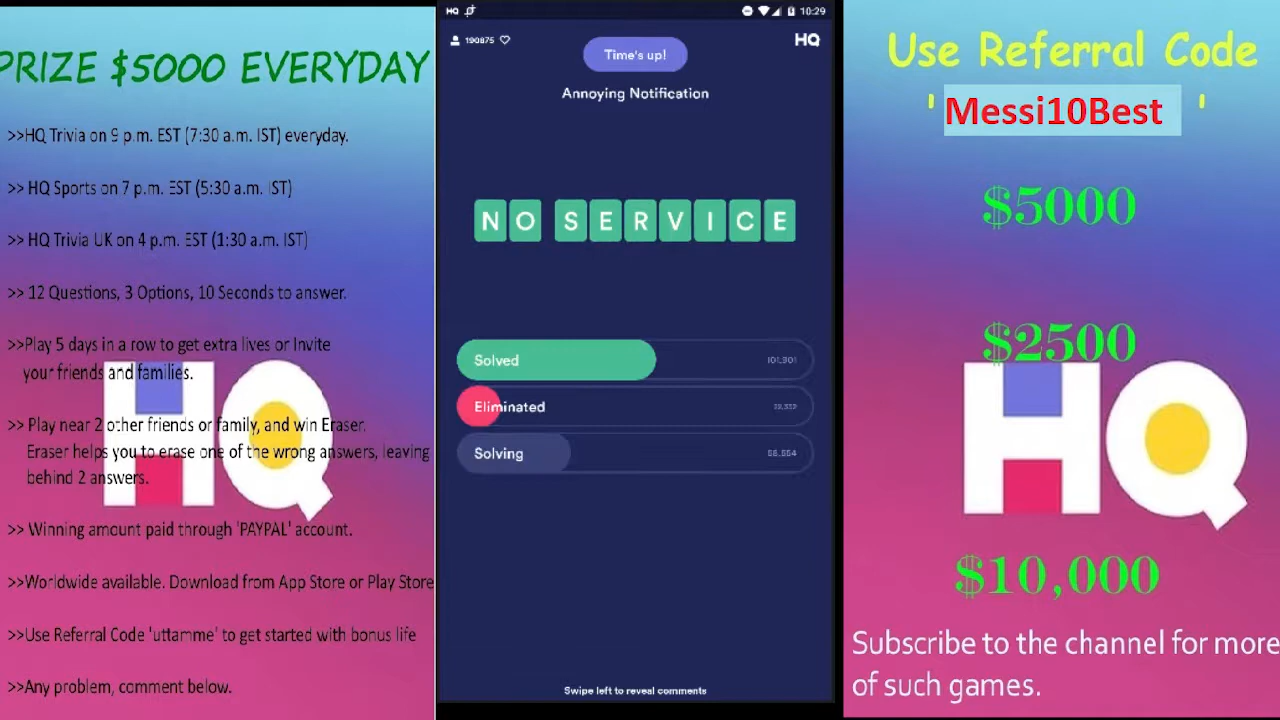 PRIZE $5000 EVERYDAY
>>HQ Trivia on 9 p.m. EST (7:30 a.m. IST) everyday.
>> HQ Sports on 7 p.m. EST (5:30 a.m. IST)
>> HQ Trivia UK on 4 p.m. EST (1:30 a.m. IST)
>> 12 Questions, 3 Options, 10 Seconds to answer.
>>Play 5 days in a row to get extra lives or Invite
your friends and families.
>> Play near 2 other friends or family, and win Eraser.
Eraser helps you to erase one of the wrong answers, leaving
behind 2 answers.
>> Winning amount paid through 'PAYPAL' account.
>>Worldwide available. Download from App Store or Play Store
>>Use Referral Code 'uttamme' to get started with bonus life
>>Any problem, comment below.
HQ
HQ
10:29
190875
Time's up!
HQ
Annoying Notification
NO SERVICE
Solved
Eliminated
Solving
Swipe left to reveal comments
Use Referral Code
' Messi10Best '
$5000
$2500
HQ
$10,000
Subscribe to the channel for more
of such games.